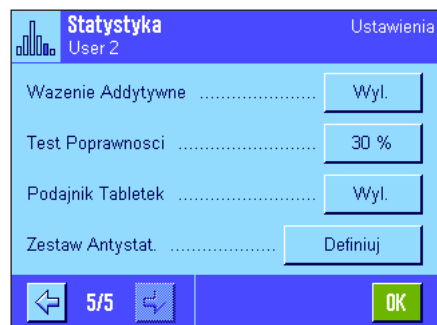 Statystyka Ustawienia
User 2
Wazenie Addytywne ........................ Wyl.
Test Poprawnosci ............................ 30 %
Podajnik Tabletek ............................ Wyl.
Zestaw Antystat. ..................... Definiuj
5/5 OK